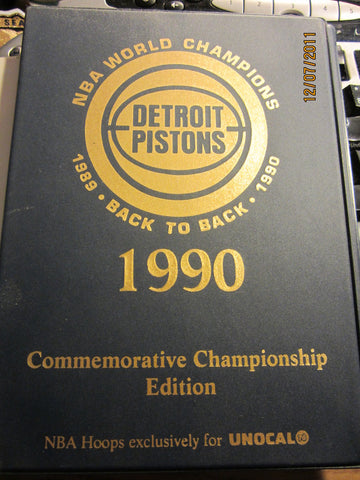 12/07/2011
NBA WORLD CHAMPIONS
DETROIT
PISTONS
1989 • BACK TO BACK • 1990
1990
Commemorative Championship
Edition
NBA Hoops exclusively for UNOCAL 76